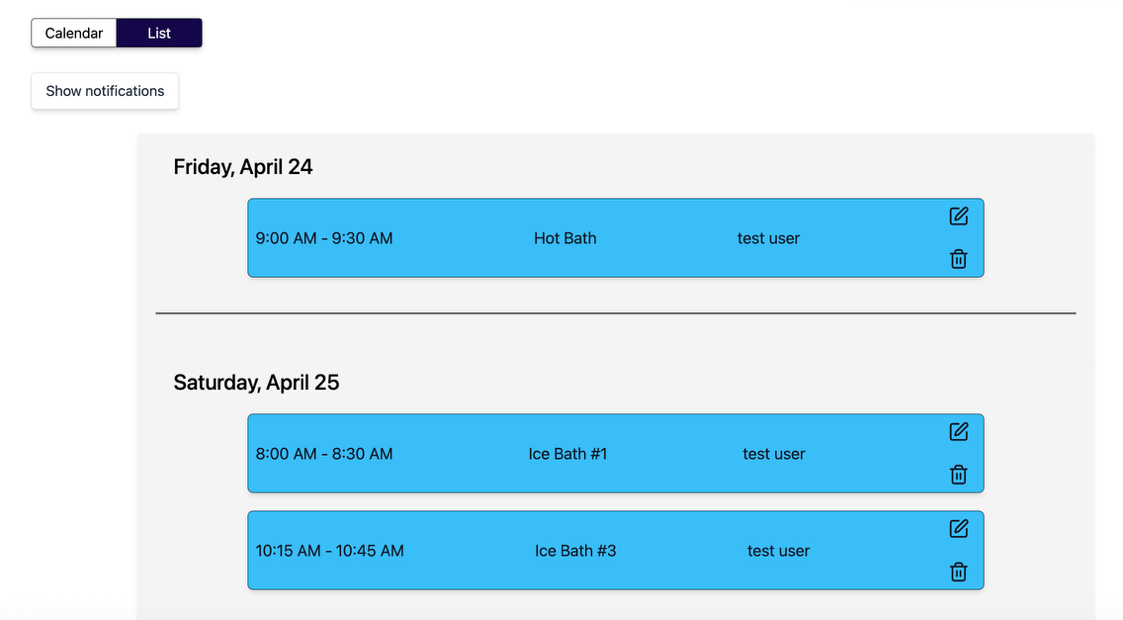 Calendar List
Show notifications
Friday, April 24
9:00 AM - 9:30 AM Hot Bath test user
Saturday, April 25
8:00 AM - 8:30 AM Ice Bath #1 test user
10:15 AM - 10:45 AM Ice Bath #3 test user